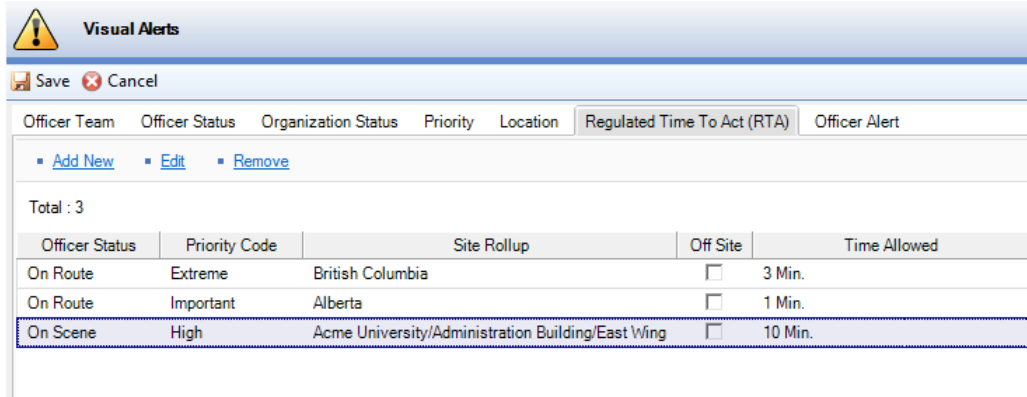 Visual Alerts
Save Cancel
Officer Team Officer Status Organization Status Priority Location Regulated Time To Act (RTA) Officer Alert
Add New Edit Remove
Total : 3
Officer Status Priority Code Site Rollup Off Site Time Allowed
On Route Extreme British Columbia 3 Min.
On Route Important Alberta 1 Min.
On Scene High Acme University/Administration Building/East Wing 10 Min.